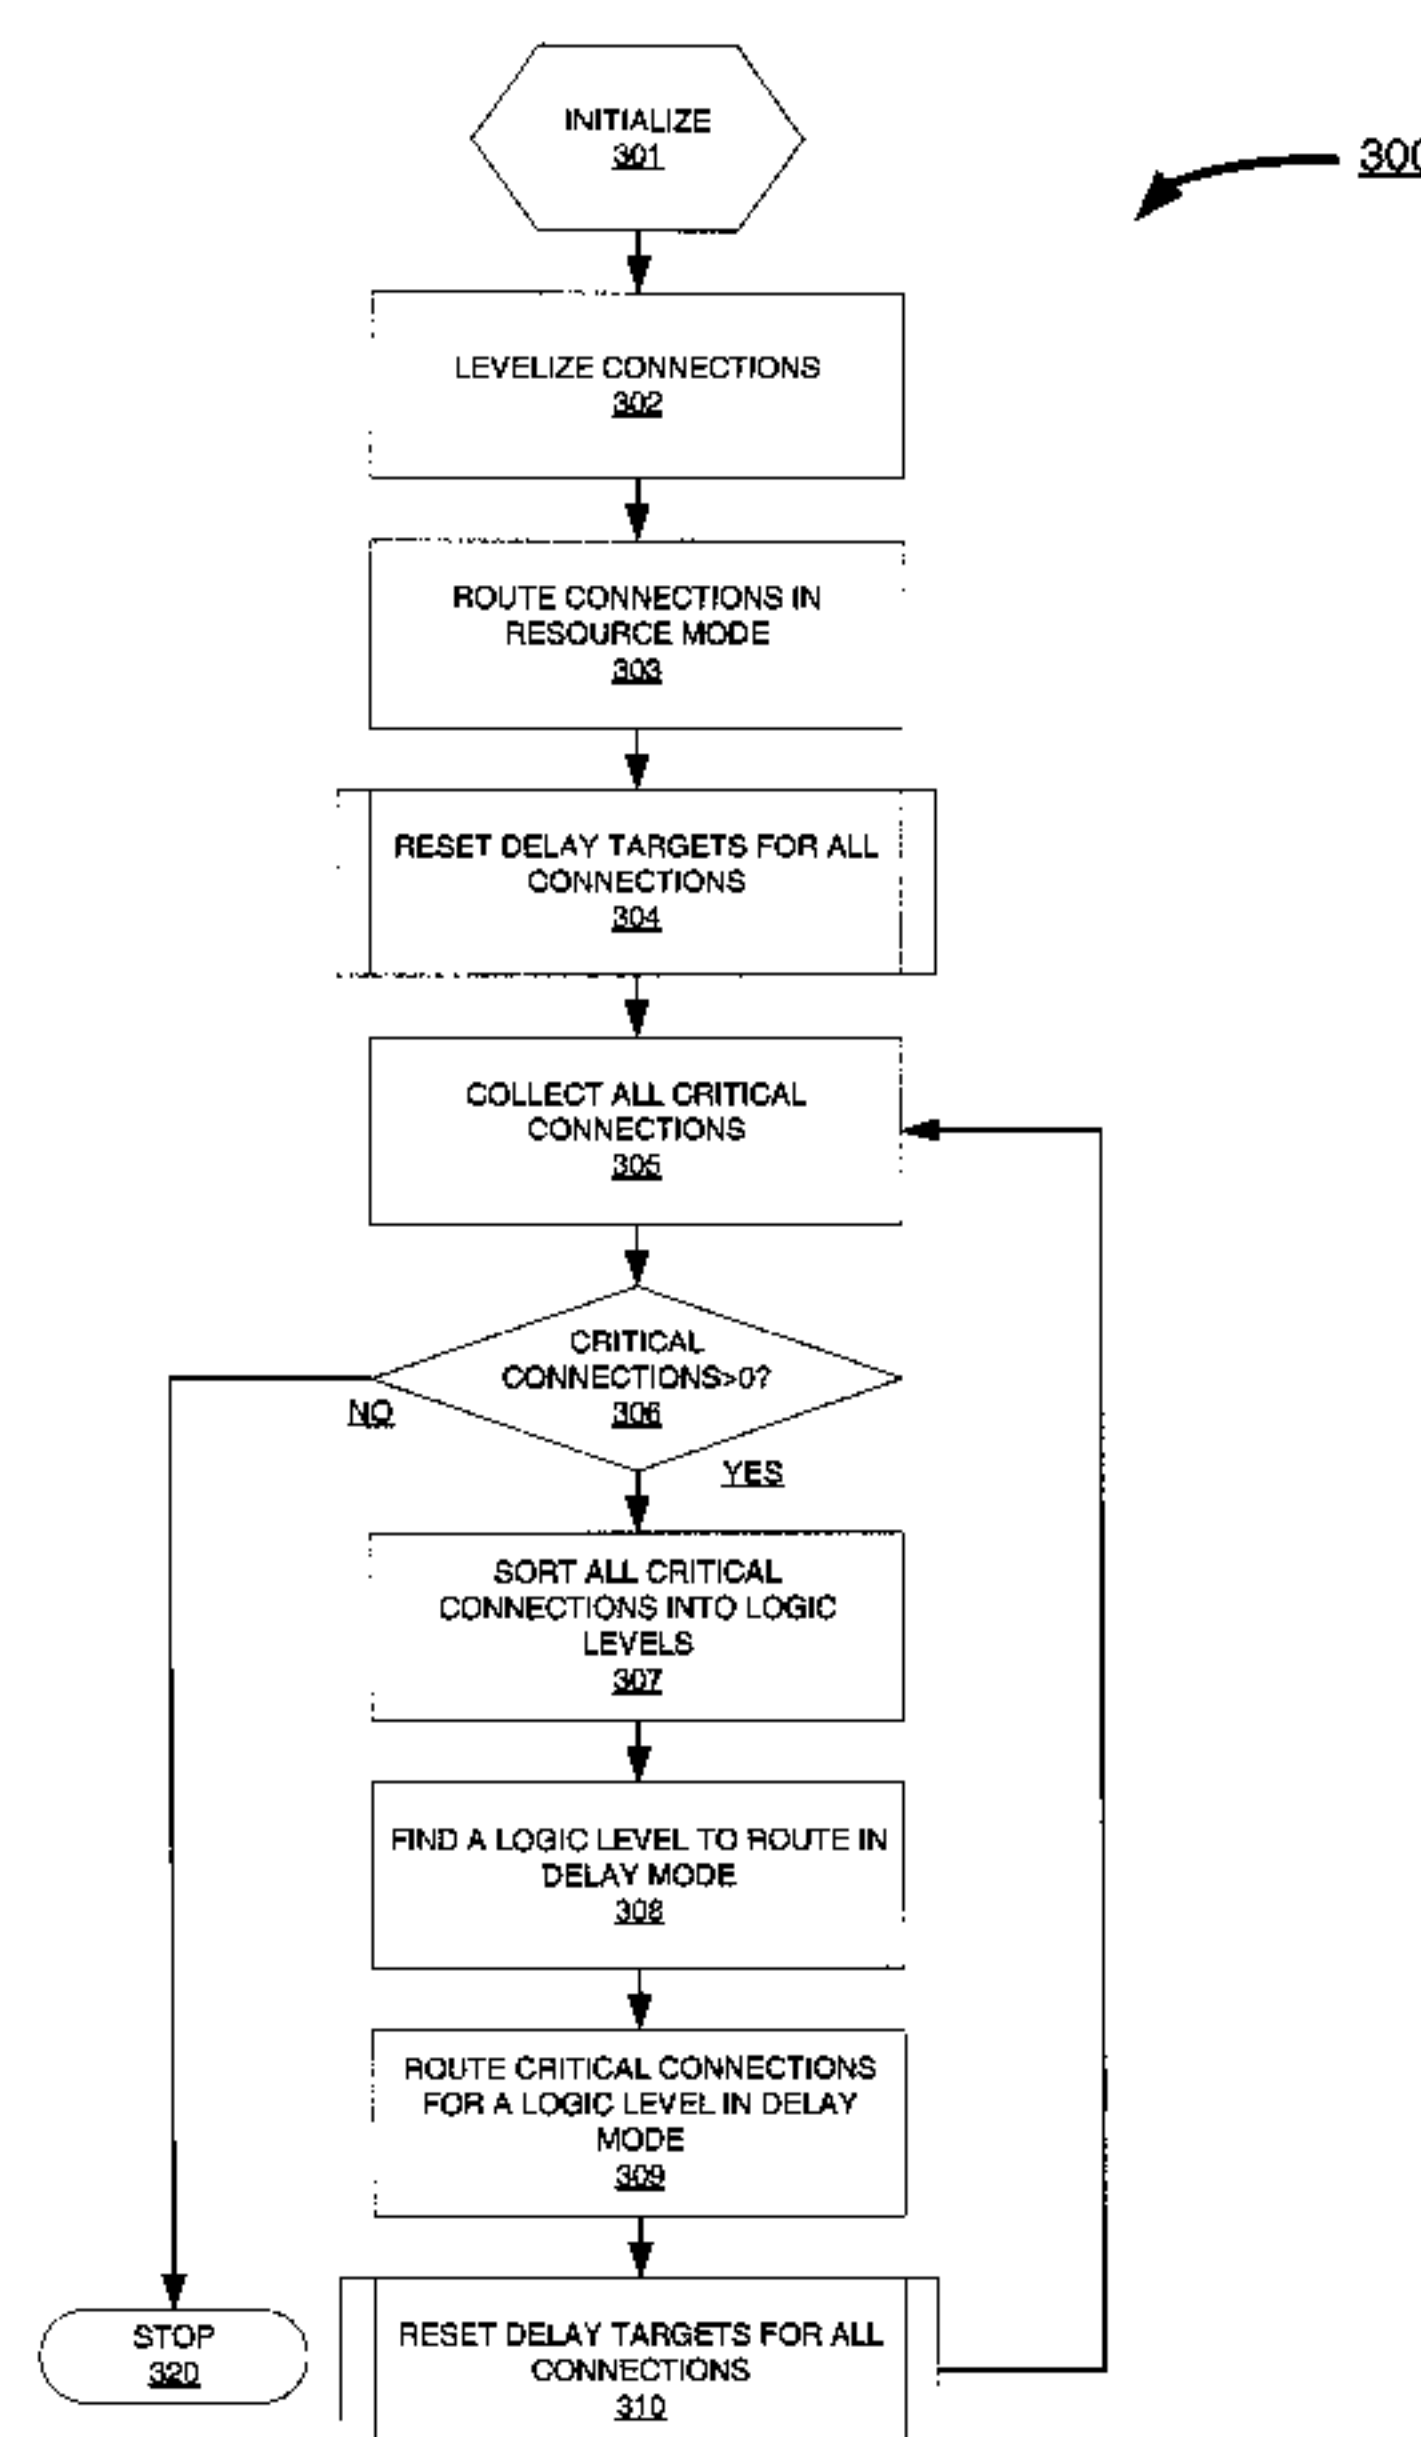 INITIALIZE
301
300
LEVELIZE CONNECTIONS
302
ROUTE CONNECTIONS IN
RESOURCE MODE
303
RESET DELAY TARGETS FOR ALL
CONNECTIONS
304
COLLECT ALL CRITICAL
CONNECTIONS
305
CRITICAL
CONNECTIONS>0?
306
NO
YES
SORT ALL CRITICAL
CONNECTIONS INTO LOGIC
LEVELS
307
FIND A LOGIC LEVEL TO ROUTE IN
DELAY MODE
308
ROUTE CRITICAL CONNECTIONS
FOR A LOGIC LEVEL IN DELAY
MODE
309
STOP
320
RESET DELAY TARGETS FOR ALL
CONNECTIONS
310